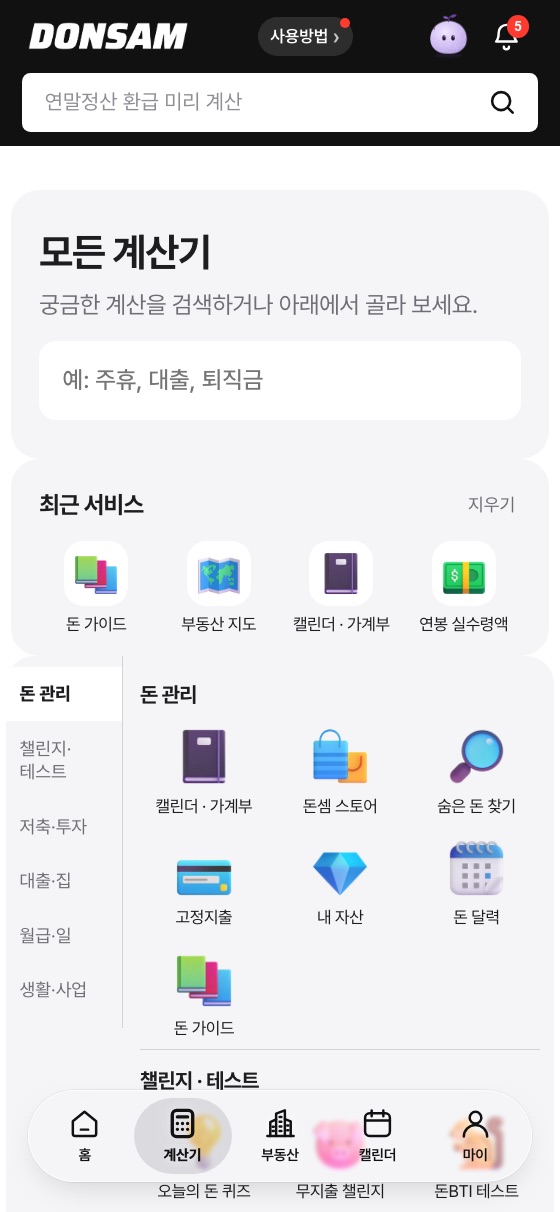 DONSAM
사용방법 ›
5
연말정산 환급 미리 계산
모든 계산기
궁금한 계산을 검색하거나 아래에서 골라 보세요.
예: 주휴, 대출, 퇴직금
최근 서비스
지우기
돈 가이드
부동산 지도
캘린더 · 가계부
연봉 실수령액
돈 관리
챌린지·
테스트
저축·투자
대출·집
월급·일
생활·사업
돈 관리
캘린더 · 가계부
돈셈 스토어
숨은 돈 찾기
고정지출
내 자산
돈 달력
돈 가이드
챌린지 · 테스트
오늘의 돈 퀴즈
무지출 챌린지
돈BTI 테스트
홈
계산기
부동산
캘린더
마이